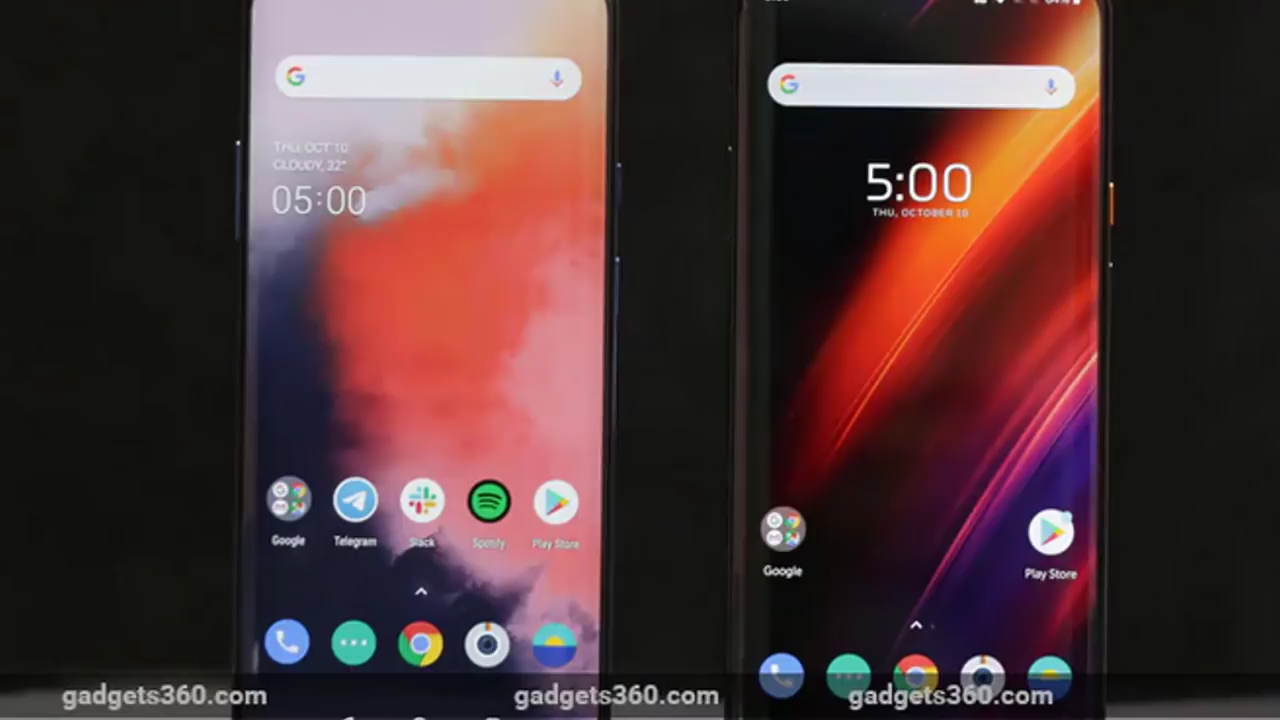 THU, OCT 10
CLOUDY, 32°
05:00
Google
Telegram
Slack
Spotify
Play Store
5:00
THU, OCTOBER 10
Google
Play Store
gadgets360.com
gadgets360.com
gadgets360.com